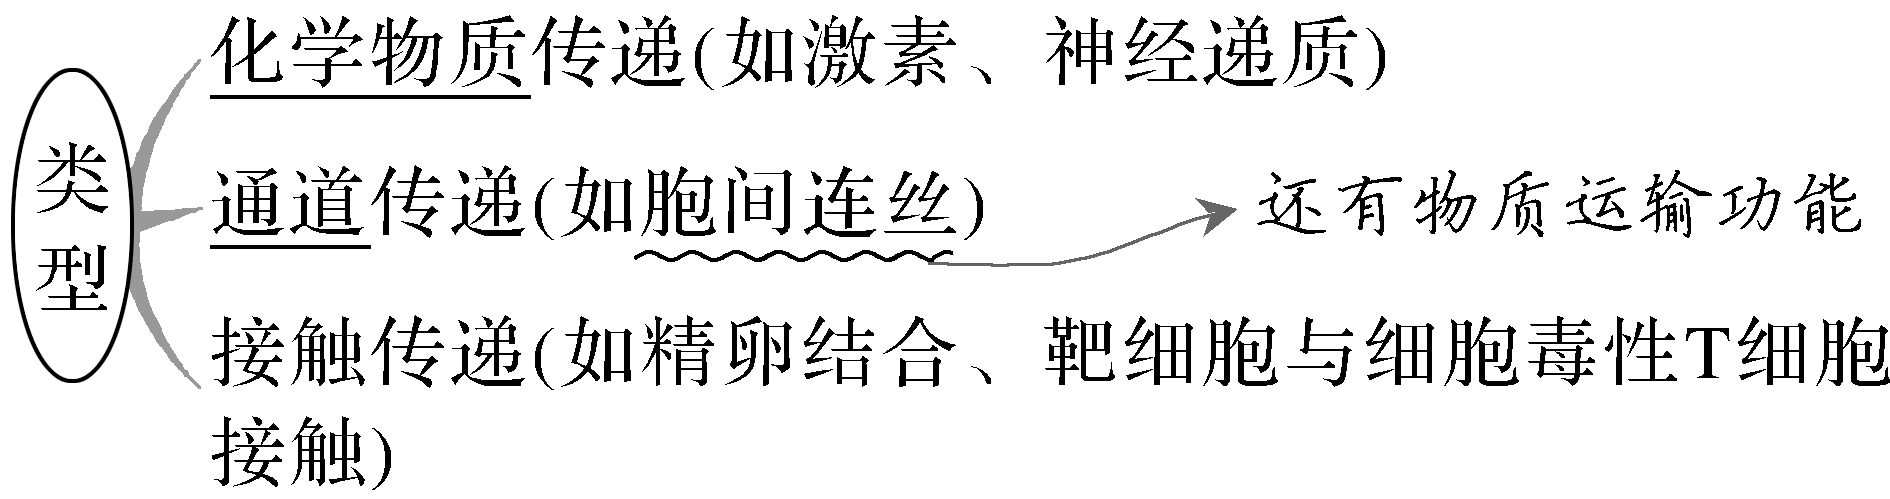 类型
化学物质传递(如激素、神经递质)
通道传递(如胞间连丝)
还有物质运输功能
接触传递(如精卵结合、靶细胞与细胞毒性T细胞
接触)